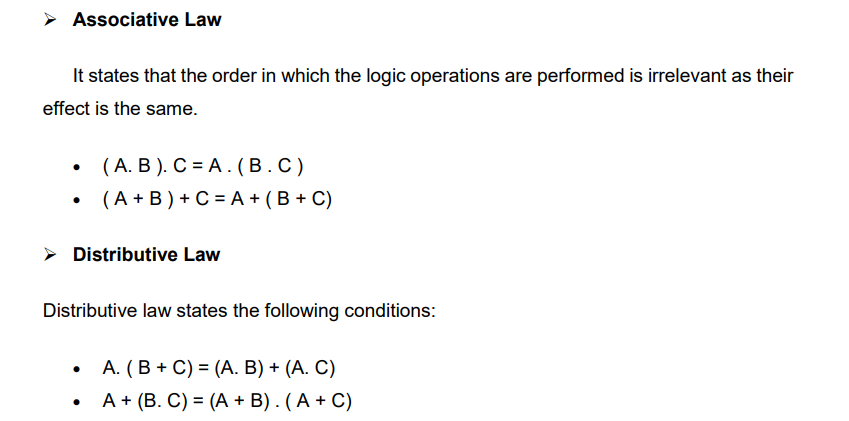 ➢ Associative Law
It states that the order in which the logic operations are performed is irrelevant as their
effect is the same.
• ( A. B ). C = A . ( B . C )
• ( A + B ) + C = A + ( B + C)
➢ Distributive Law
Distributive law states the following conditions:
• A. ( B + C) = (A. B) + (A. C)
• A + (B. C) = (A + B) . ( A + C)